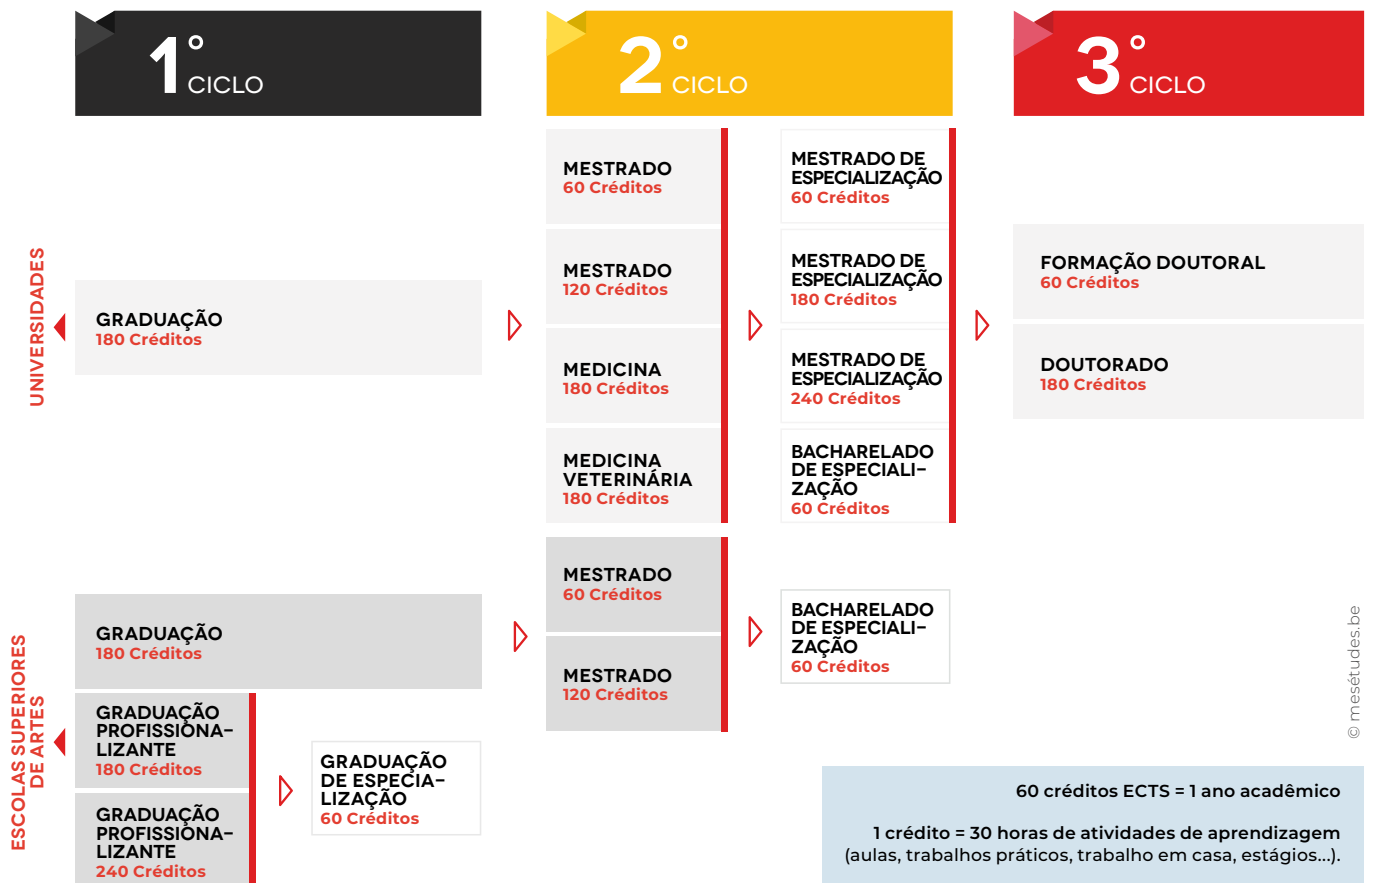 1°
CICLO
2°
CICLO
3°
CICLO
UNIVERSIDADES
GRADUAÇÃO
180 Créditos
MESTRADO
60 Créditos
MESTRADO
120 Créditos
MEDICINA
180 Créditos
MEDICINA
VETERINÁRIA
180 Créditos
MESTRADO DE
ESPECIALIZAÇÃO
60 Créditos
MESTRADO DE
ESPECIALIZAÇÃO
180 Créditos
MESTRADO DE
ESPECIALIZAÇÃO
240 Créditos
BACHARELADO
DE ESPECIALI-
ZAÇÃO
60 Créditos
FORMAÇÃO DOUTORAL
60 Créditos
DOUTORADO
180 Créditos
ESCOLAS SUPERIORES
DE ARTES
GRADUAÇÃO
180 Créditos
GRADUAÇÃO
PROFISSIONA-
LIZANTE
180 Créditos
GRADUAÇÃO
PROFISSIONA-
LIZANTE
240 Créditos
GRADUAÇÃO
DE ESPECIA-
LIZAÇÃO
60 Créditos
MESTRADO
60 Créditos
MESTRADO
120 Créditos
BACHARELADO
DE ESPECIALI-
ZAÇÃO
60 Créditos
© mesétudes.be
60 créditos ECTS = 1 ano acadêmico
1 crédito = 30 horas de atividades de aprendizagem
(aulas, trabalhos práticos, trabalho em casa, estágios...).